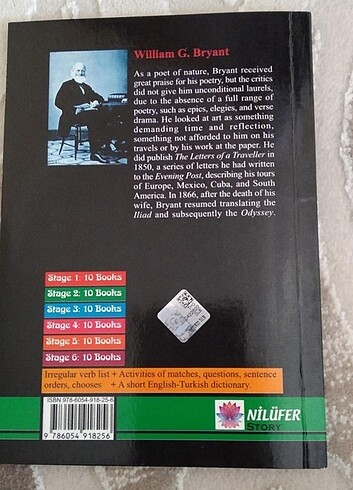 William G. Bryant
As a poet of nature, Bryant received
great praise for his poetry, but the critics
did not give him unconditional laurels,
due to the absence of a full range of
poetry, such as epics, elegies, and verse
drama. He looked at art as something
demanding time and reflection,
something not afforded to him on his
travels or by his work at the paper. He
did publish The Letters of a Traveller in
1850, a series of letters he had written
to the Evening Post, describing his tours
of Europe, Mexico, Cuba, and South
America. In 1866, after the death of his
wife, Bryant resumed translating the
Iliad and subsequently the Odyssey.
Stage 1: 10 Books
Stage 2: 10 Books
Stage 3: 10 Books
Stage 4: 10 Books
Stage 5: 10 Books
Stage 6: 10 Books
Irregular verb list + Activities of matches, questions, sentence
orders, chooses + A short English-Turkish dictionary.
ISBN 978-6054-918-25-6
9 786054 918256
NİLÜFER
STORY